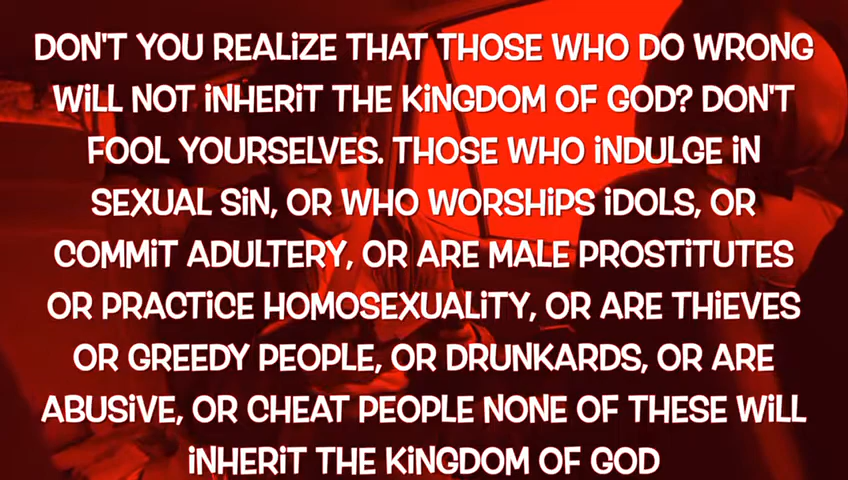 DON'T YOU REALIZE THAT THOSE WHO DO WRONG
WILL NOT INHERIT THE KINGDOM OF GOD? DON'T
FOOL YOURSELVES. THOSE WHO INDULGE IN
SEXUAL SIN, OR WHO WORSHIPS IDOLS, OR
COMMIT ADULTERY, OR ARE MALE PROSTITUTES
OR PRACTICE HOMOSEXUALITY, OR ARE THIEVES
OR GREEDY PEOPLE, OR DRUNKARDS, OR ARE
ABUSIVE, OR CHEAT PEOPLE NONE OF THESE WILL
INHERIT THE KINGDOM OF GOD